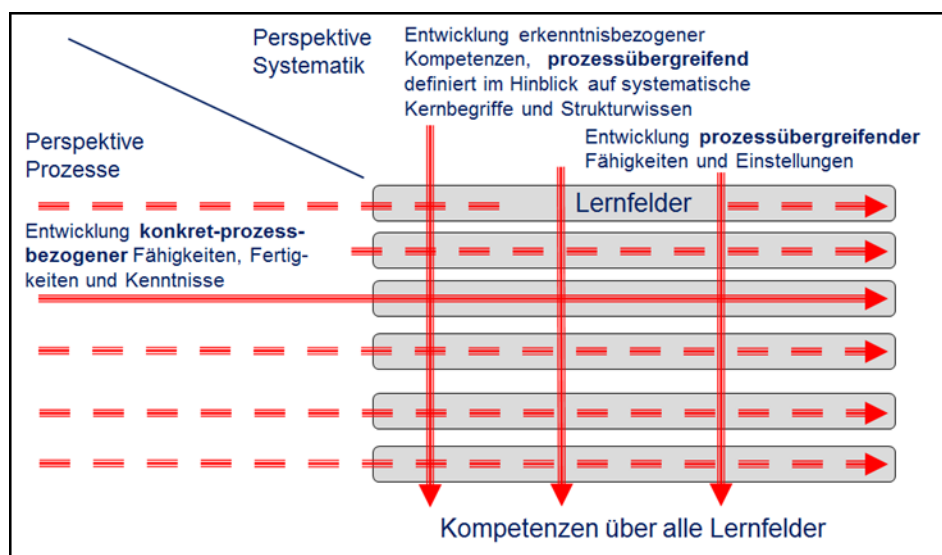 Perspektive
Systematik
Entwicklung erkenntnisbezogener
Kompetenzen, prozessübergreifend
definiert im Hinblick auf systematische
Kernbegriffe und Strukturwissen
Entwicklung prozessübergreifender
Fähigkeiten und Einstellungen
Perspektive
Prozesse
Lernfelder
Entwicklung konkret-prozess-
bezogener Fähigkeiten, Fertig-
keiten und Kenntnisse
Kompetenzen über alle Lernfelder